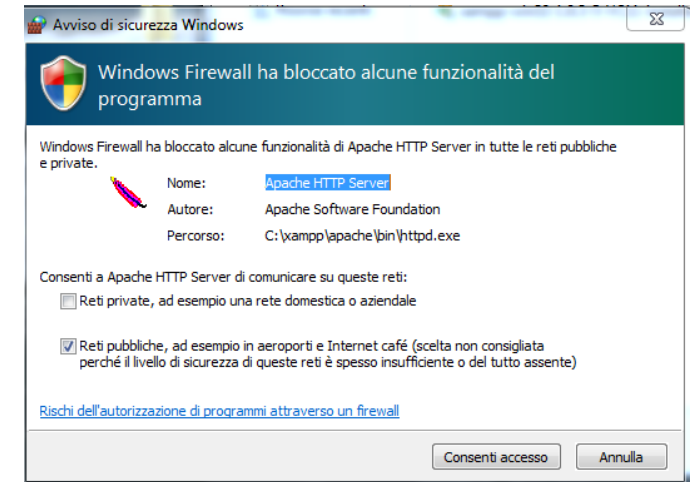 Avviso di sicurezza Windows
Windows Firewall ha bloccato alcune funzionalità del
programma
Windows Firewall ha bloccato alcune funzionalità di Apache HTTP Server in tutte le reti pubbliche
e private.
Nome: Apache HTTP Server
Autore: Apache Software Foundation
Percorso: C:\xampp\apache\bin\httpd.exe
Consenti a Apache HTTP Server di comunicare su queste reti:
Reti private, ad esempio una rete domestica o aziendale
Reti pubbliche, ad esempio in aeroporti e Internet café (scelta non consigliata
perché il livello di sicurezza di queste reti è spesso insufficiente o del tutto assente)
Rischi dell'autorizzazione di programmi attraverso un firewall
Consenti accesso Annulla